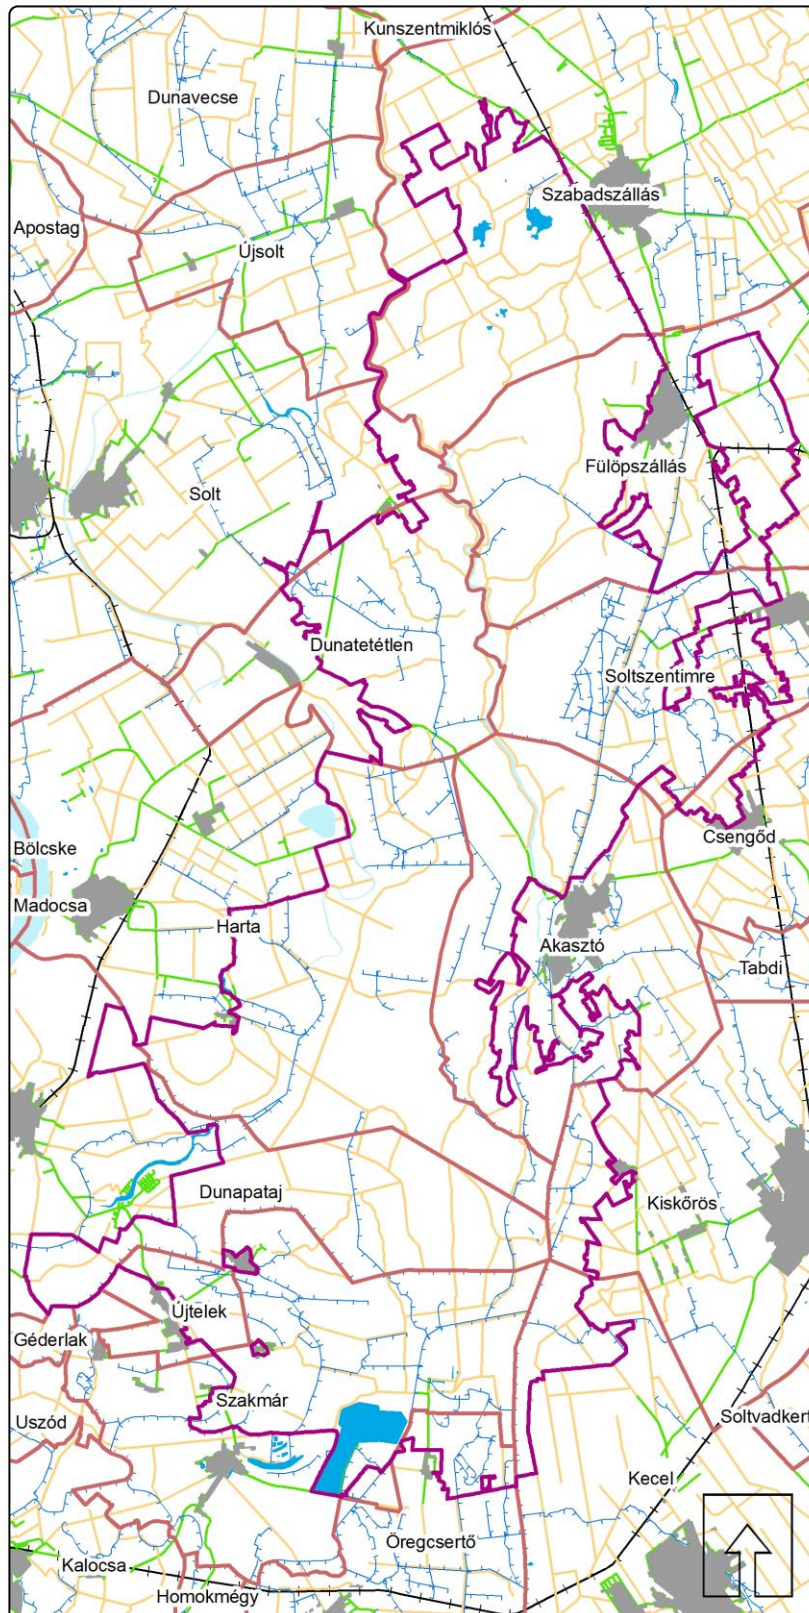 Kunszentmiklós
Dunavecse
Szabadszállás
Apostag
Újsolt
Fülöpszállás
Solt
Dunatetétlen
Soltszentimre
Csengőd
Bölcske
Madocsa
Harta
Akasztó
Tabdi
Dunapataj
Kiskőrös
Újtelek
Géderlak
Szakmár
Uszód
Soltvadkert
Kecel
Öregcsertő
Kalocsa
Homokmégy